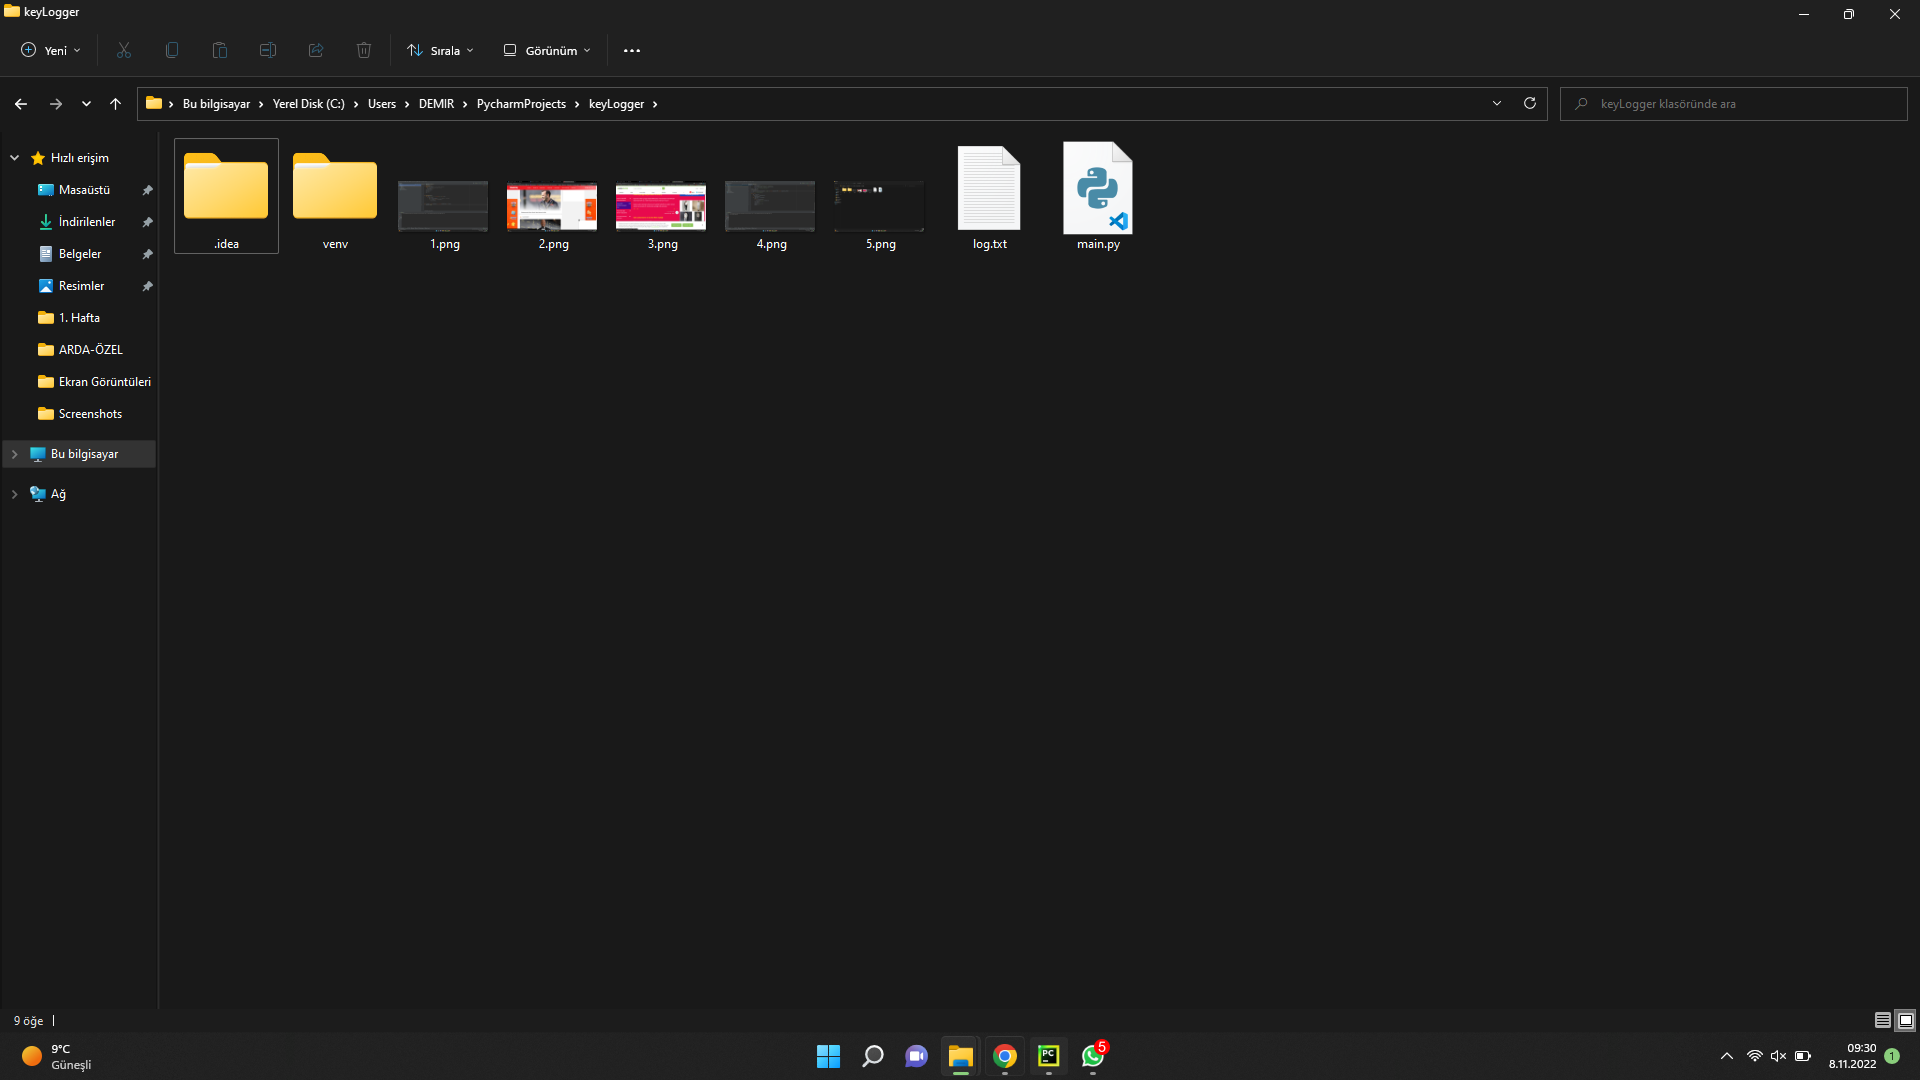 keyLogger
Yeni
Sırala
Görünüm
Bu bilgisayar
Yerel Disk (C:)
Users
DEMIR
PycharmProjects
keyLogger
keyLogger klasöründe ara
Hızlı erişim
Masaüstü
İndirilenler
Belgeler
Resimler
1. Hafta
ARDA-ÖZEL
Ekran Görüntüleri
Screenshots
Bu bilgisayar
Ağ
.idea
venv
1.png
2.png
3.png
4.png
5.png
log.txt
main.py
9 öğe
9°C
Güneşli
PC
5
09:30
8.11.2022
1